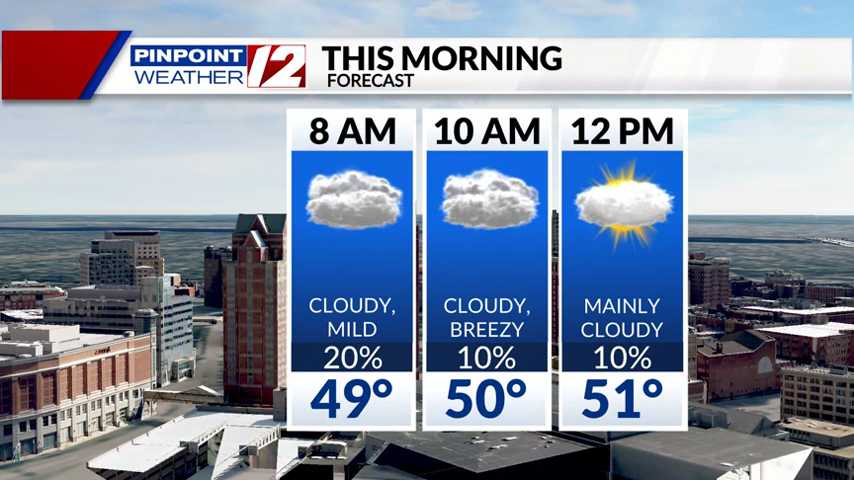 PINPOINT
WEATHER
12
THIS MORNING
FORECAST
8 AM
10 AM
12 PM
CLOUDY,
MILD
20%
49°
CLOUDY,
BREEZY
10%
50°
MAINLY
CLOUDY
10%
51°